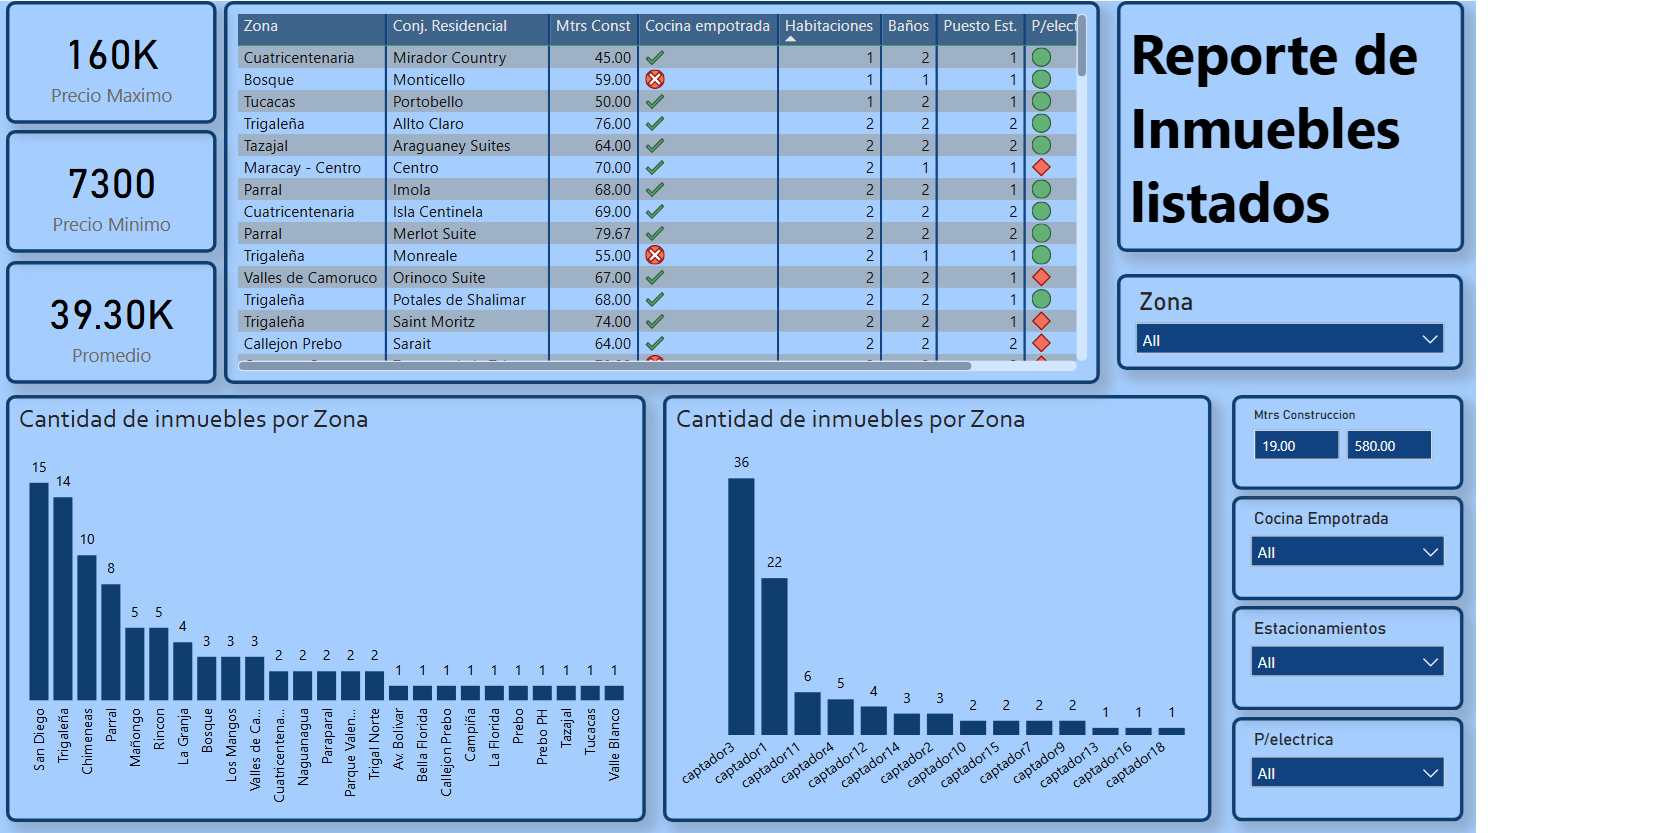 160K
Precio Maximo
7300
Precio Minimo
39.30K
Promedio
Zona Conj. Residencial Mtrs Const Cocina empotrada Habitaciones Baños Puesto Est. P/elect
Cuatricentenaria Mirador Country 45.00 1 2 1
Bosque Monticello 59.00 1 1 1
Tucacas Portobello 50.00 1 2 1
Trigaleña Allto Claro 76.00 2 2 2
Tazajal Araguaney Suites 64.00 2 2 2
Maracay - Centro Centro 70.00 2 1 1
Parral Imola 68.00 2 2 1
Cuatricentenaria Isla Centinela 69.00 2 2 2
Parral Merlot Suite 79.67 2 2 2
Trigaleña Monreale 55.00 2 1 1
Valles de Camoruco Orinoco Suite 67.00 2 2 1
Trigaleña Potales de Shalimar 68.00 2 2 1
Trigaleña Saint Moritz 74.00 2 2 1
Callejon Prebo Sarait 64.00 2 2 2
Reporte de
Inmuebles
listados
Zona
All
Cantidad de inmuebles por Zona
15 14 10 8 5 5 4 3 3 3 2 2 2 2 2 1 1 1 1 1 1 1 1 1 1
San Diego Trigaleña Chimeneas Parral Mañongo Rincon La Granja Bosque Los Mangos Valles de Ca... Cuatricentena... Naguanagua Paraparal Parque Valen... Trigal Norte Av. Bolivar Bella Florida Callejon Prebo Campiña La Florida Prebo Prebo PH Tazajal Tucacas Valle Blanco
Cantidad de inmuebles por Zona
36 22 6 5 4 3 3 2 2 2 2 1 1 1
captador3 captador1 captador11 captador4 captador12 captador14 captador2 captador10 captador15 captador7 captador9 captador13 captador16 captador18
Mtrs Construccion
19.00 580.00
Cocina Empotrada
All
Estacionamientos
All
P/electrica
All